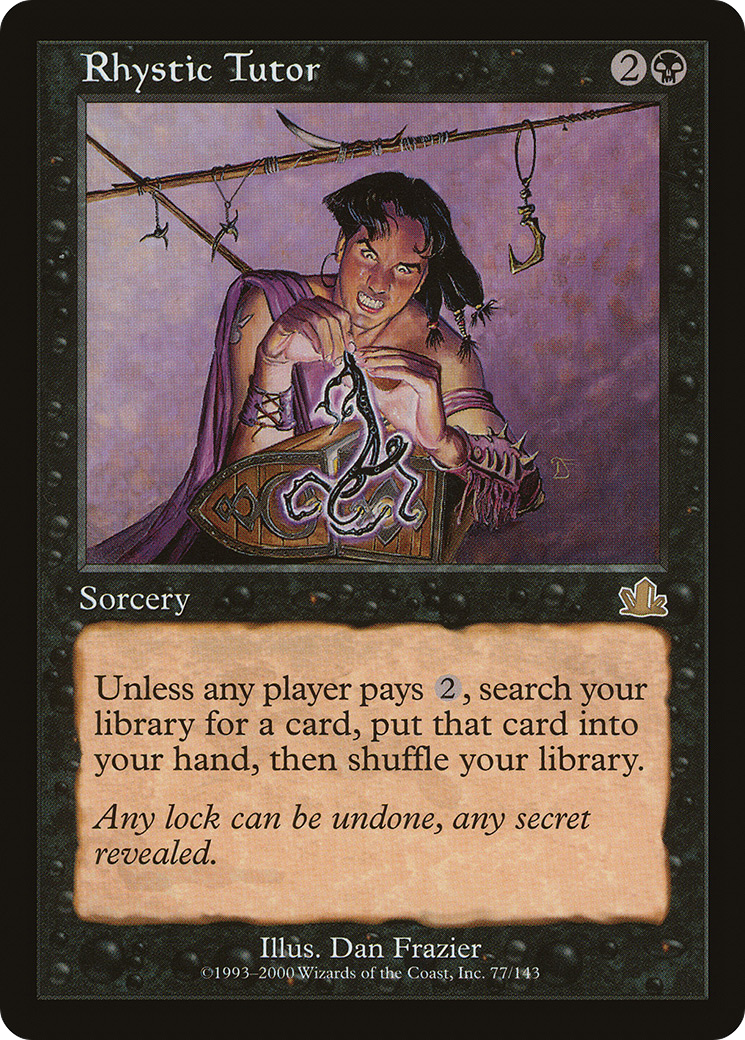 Rhystic Tutor 2
Sorcery
Unless any player pays 2, search your
library for a card, put that card into
your hand, then shuffle your library.
Any lock can be undone, any secret
revealed.
Illus. Dan Frazier
©1993–2000 Wizards of the Coast, Inc. 77/143
DF